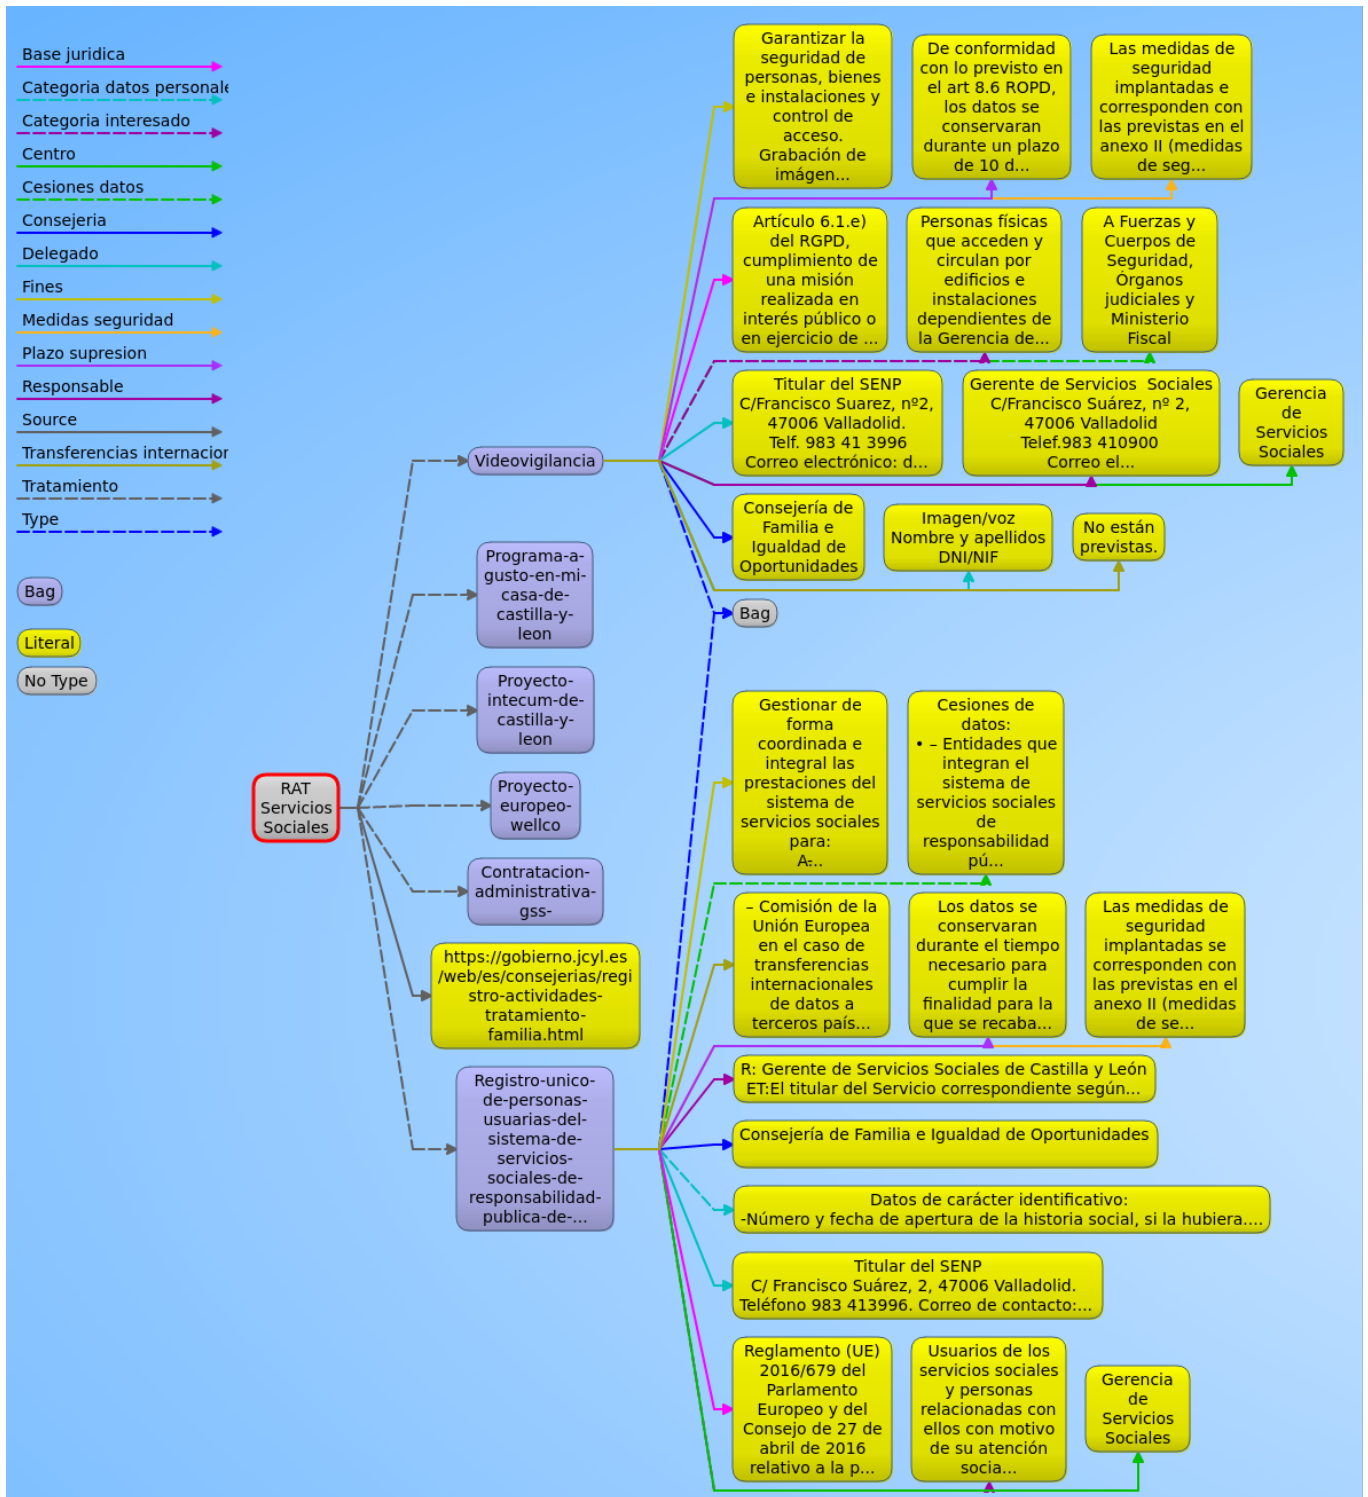 Base juridica
Categoria datos personale
Categoria interesado
Centro
Cesiones datos
Consejeria
Delegado
Fines
Medidas seguridad
Plazo supresion
Responsable
Source
Transferencias internacion
Tratamiento
Type
Bag
Literal
No Type
RAT
Servicios
Sociales
Videovigilancia
Programa-a-
gusto-en-mi-
casa-de-
castilla-y-
leon
Proyecto-
intecum-de-
castilla-y-
leon
Proyecto-
europeo-
wellco
Contratacion-
administrativa-
gss-
https://gobierno.jcyl.es
/web/es/consejerias/regi
stro-actividades-
tratamiento-
familia.html
Registro-unico-
de-personas-
usuarias-del-
sistema-de-
servicios-
sociales-de-
responsabilidad-
publica-de-...
Garantizar la
seguridad de
personas, bienes
e instalaciones y
control de
acceso.
Grabación de
imágen...
De conformidad
con lo previsto en
el art 8.6 ROPD,
los datos se
conservaran
durante un plazo
de 10 d...
Las medidas de
seguridad
implantadas e
corresponden con
las previstas en el
anexo II (medidas
de seg...
Artículo 6.1.e)
del RGPD,
cumplimiento de
una misión
realizada en
interés público o
en ejercicio de ...
Personas físicas
que acceden y
circulan por
edificios e
instalaciones
dependientes de
la Gerencia de...
A Fuerzas y
Cuerpos de
Seguridad,
Órganos
judiciales y
Ministerio
Fiscal
Titular del SENP
C/Francisco Suarez, nº2,
47006 Valladolid.
Telf. 983 41 3996
Correo electrónico: d...
Gerente de Servicios  Sociales
C/Francisco Suárez, nº 2,
47006 Valladolid
Telef.983 410900
Correo el...
Gerencia
de
Servicios
Sociales
Consejería de
Familia e
Igualdad de
Oportunidades
Imagen/voz
Nombre y apellidos
DNI/NIF
No están
previstas.
Bag
Gestionar de
forma
coordinada e
integral las
prestaciones del
sistema de
servicios sociales
para:
A-...
Cesiones de
datos:
• – Entidades que
integran el
sistema de
servicios sociales
de
responsabilidad
pú...
– Comisión de la
Unión Europea
en el caso de
transferencias
internacionales
de datos a
terceros país...
Los datos se
conservaran
durante el tiempo
necesario para
cumplir la
finalidad para la
que se recaba...
Las medidas de
seguridad
implantadas se
corresponden con
las previstas en el
anexo II (medidas
de se...
R: Gerente de Servicios Sociales de Castilla y León
ET:El titular del Servicio correspondiente según...
Consejería de Familia e Igualdad de Oportunidades
Datos de carácter identificativo:
-Número y fecha de apertura de la historia social, si la hubiera....
Titular del SENP
C/ Francisco Suárez, 2, 47006 Valladolid.
Teléfono 983 413996. Correo de contacto:...
Reglamento (UE)
2016/679 del
Parlamento
Europeo y del
Consejo de 27 de
abril de 2016
relativo a la p...
Usuarios de los
servicios sociales
y personas
relacionadas con
ellos con motivo
de su atención
socia...
Gerencia
de
Servicios
Sociales